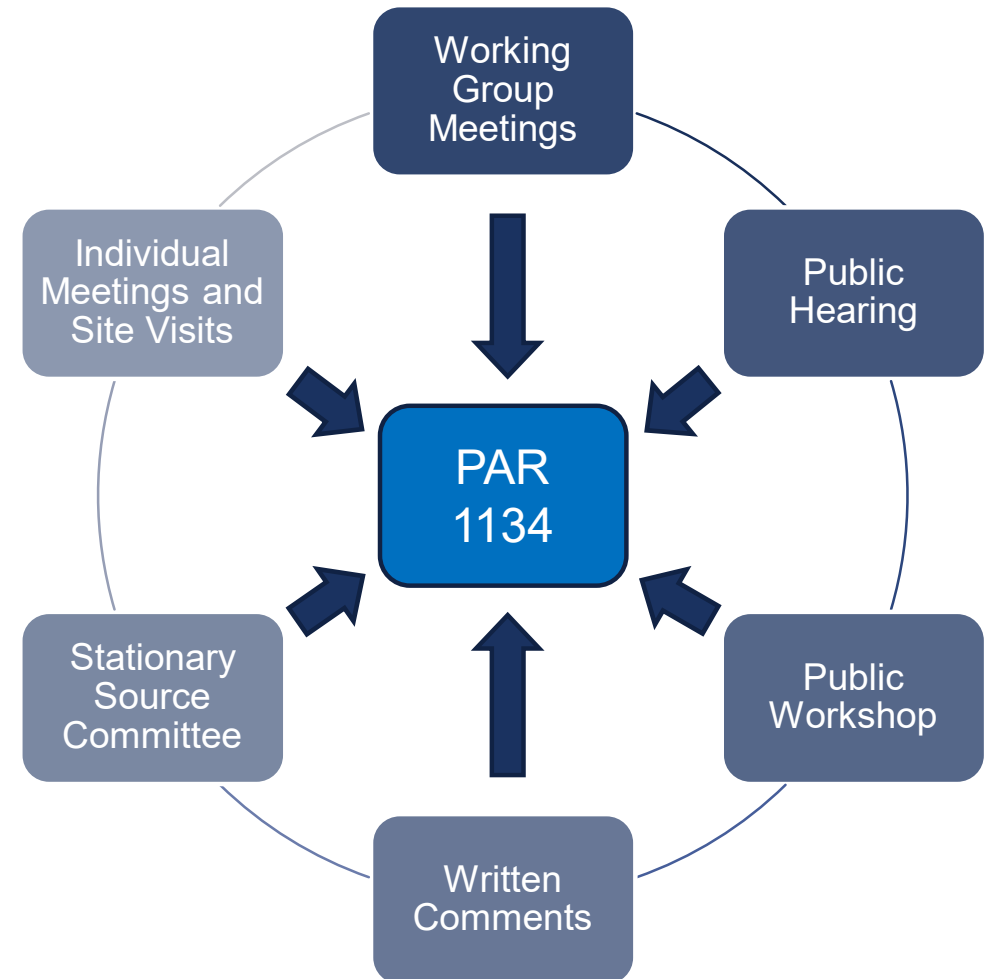 Working
Group
Meetings
Public
Hearing
Public
Workshop
Written
Comments
Stationary
Source
Committee
Individual
Meetings and
Site Visits
PAR
1134